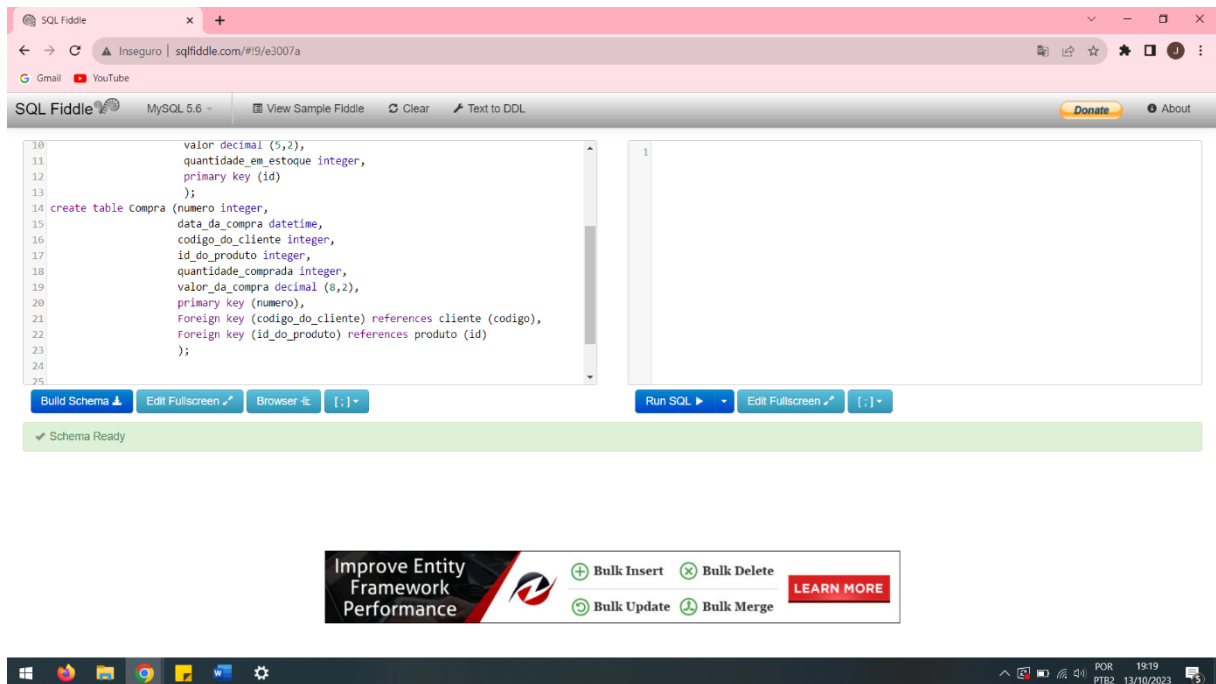 SQL Fiddle
Inseguro | sqlfiddle.com/#!9/e3007a
J
Gmail YouTube
SQL Fiddle MySQL 5.6 View Sample Fiddle Clear Text to DDL Donate About
10 valor decimal (5,2),
11 quantidade_em_estoque integer,
12 primary key (id)
13 );
14 create table Compra (numero integer,
15 data_da_compra datetime,
16 codigo_do_cliente integer,
17 id_do_produto integer,
18 quantidade_comprada integer,
19 valor_da_compra decimal (8,2),
20 primary key (numero),
21 Foreign key (codigo_do_cliente) references cliente (codigo),
22 Foreign key (id_do_produto) references produto (id)
23 );
24
25
1
Build Schema Edit Fullscreen Browser [ ; ]
Run SQL Edit Fullscreen [ ; ]
Schema Ready
Improve Entity
Framework
Performance
Bulk Insert Bulk Delete
Bulk Update Bulk Merge
LEARN MORE
POR 19:19
PTB2 13/10/2023
5